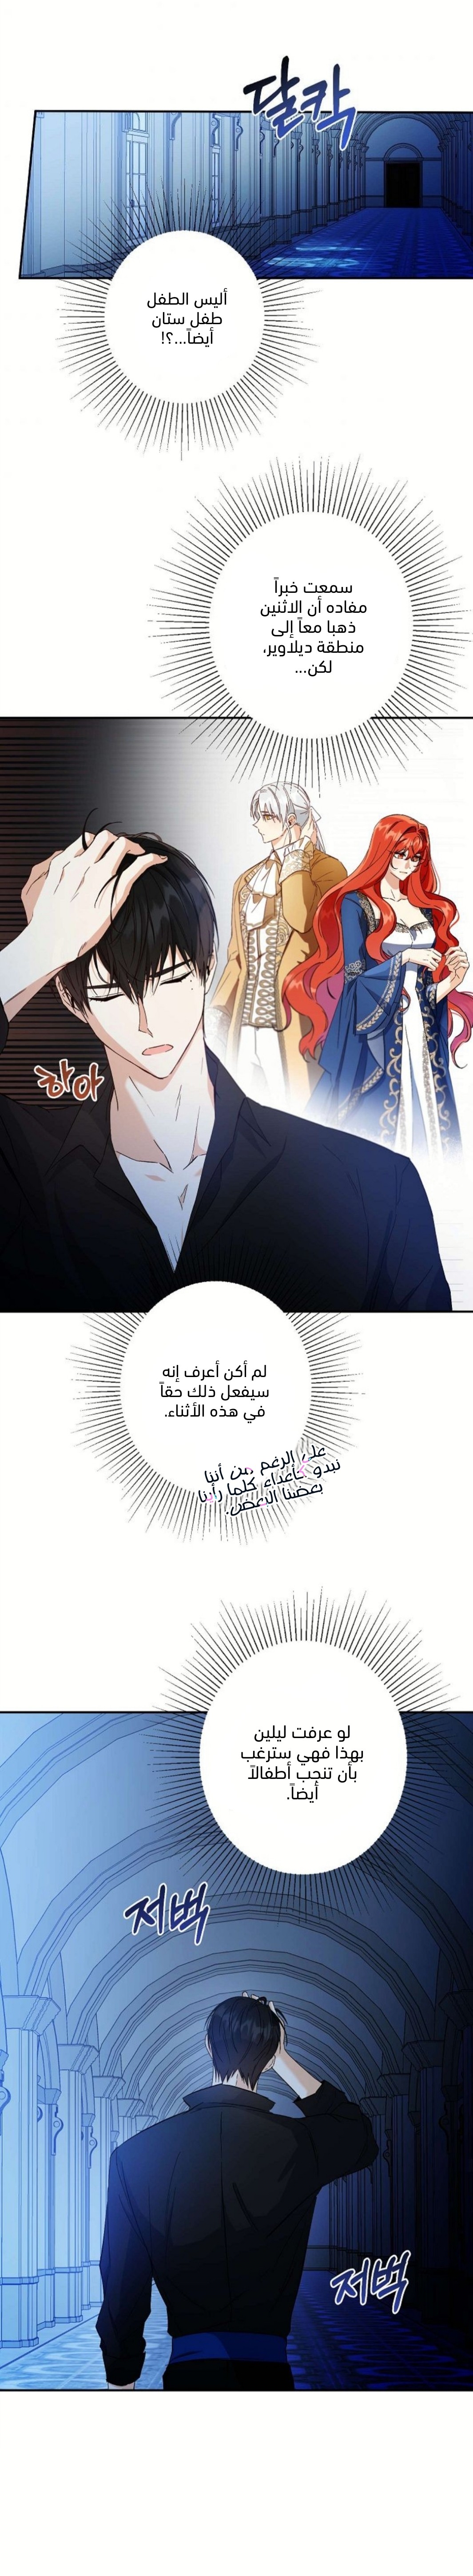 달칵
أليس الطفل
طفل ستان
أيضاً...؟!
سمعت خبراً
مفاده أن الاثنين
ذهبا معاً إلى
منطقة ديلاوير،
لكن...
하아
لم أكن أعرف إنه
سيفعل ذلك حقاً
في هذه الأثناء.
على الرغم من أننا
نبدو كأعداء كلما رأينا
بعضنا البعض.
لو عرفت ليلين
بهذا فهي سترغب
بأن تنجب أطفالاً
أيضاً.
저벅
저벅